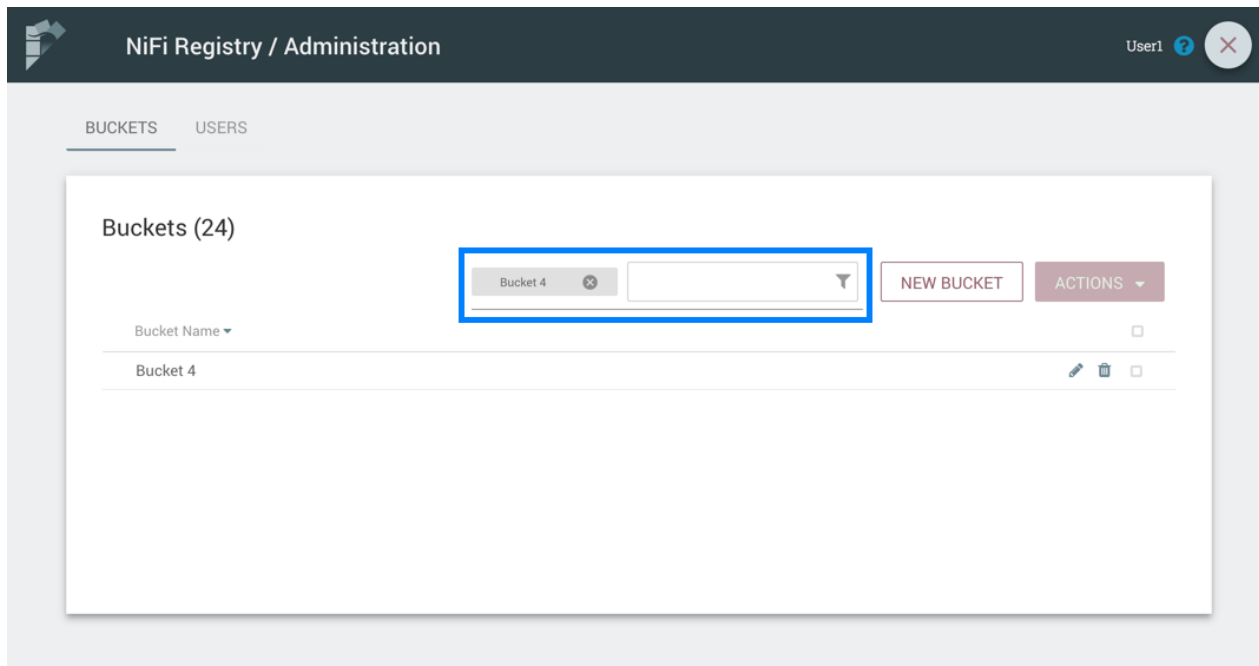 NiFi Registry / Administration
User1
BUCKETS USERS
Buckets (24)
Bucket 4
NEW BUCKET
ACTIONS
Bucket Name
Bucket 4